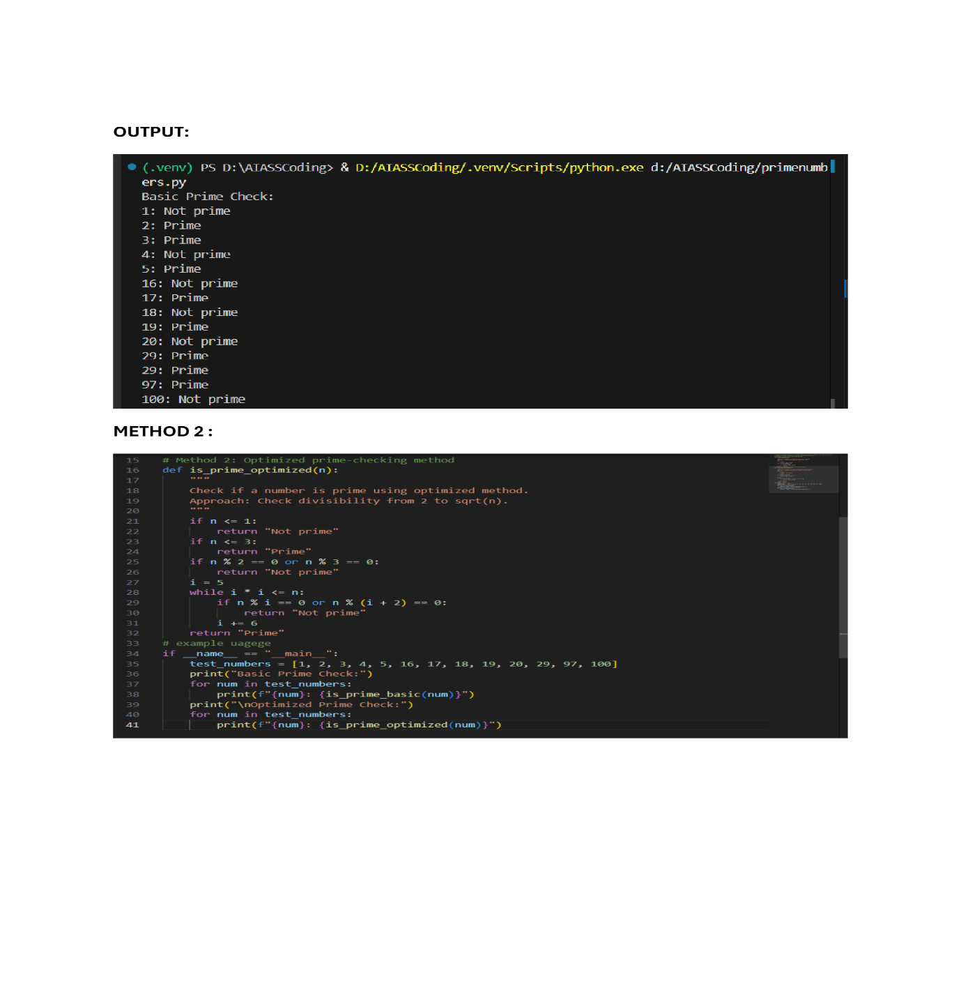 OUTPUT:
(.venv) PS D:\AIASSCoding> & D:/AIASSCoding/.venv/Scripts/python.exe d:/AIASSCoding/primenumb
ers.py
Basic Prime Check:
1: Not prime
2: Prime
3: Prime
4: Not prime
5: Prime
16: Not prime
17: Prime
18: Not prime
19: Prime
20: Not prime
29: Prime
29: Prime
97: Prime
100: Not prime
METHOD 2 :
15 # Method 2: Optimized prime-checking method
16 def is_prime_optimized(n):
17     """
18     Check if a number is prime using optimized method.
19     Approach: Check divisibility from 2 to sqrt(n).
20     """
21     if n <= 1:
22         return "Not prime"
23     if n <= 3:
24         return "Prime"
25     if n % 2 == 0 or n % 3 == 0:
26         return "Not prime"
27     i = 5
28     while i * i <= n:
29         if n % i == 0 or n % (i + 2) == 0:
30             return "Not prime"
31         i += 6
32     return "Prime"
33 # example uagege
34 if __name__ == "__main__":
35     test_numbers = [1, 2, 3, 4, 5, 16, 17, 18, 19, 20, 29, 97, 100]
36     print("Basic Prime Check:")
37     for num in test_numbers:
38         print(f"{num}: {is_prime_basic(num)}")
39     print("\nOptimized Prime Check:")
40     for num in test_numbers:
41         print(f"{num}: {is_prime_optimized(num)}")